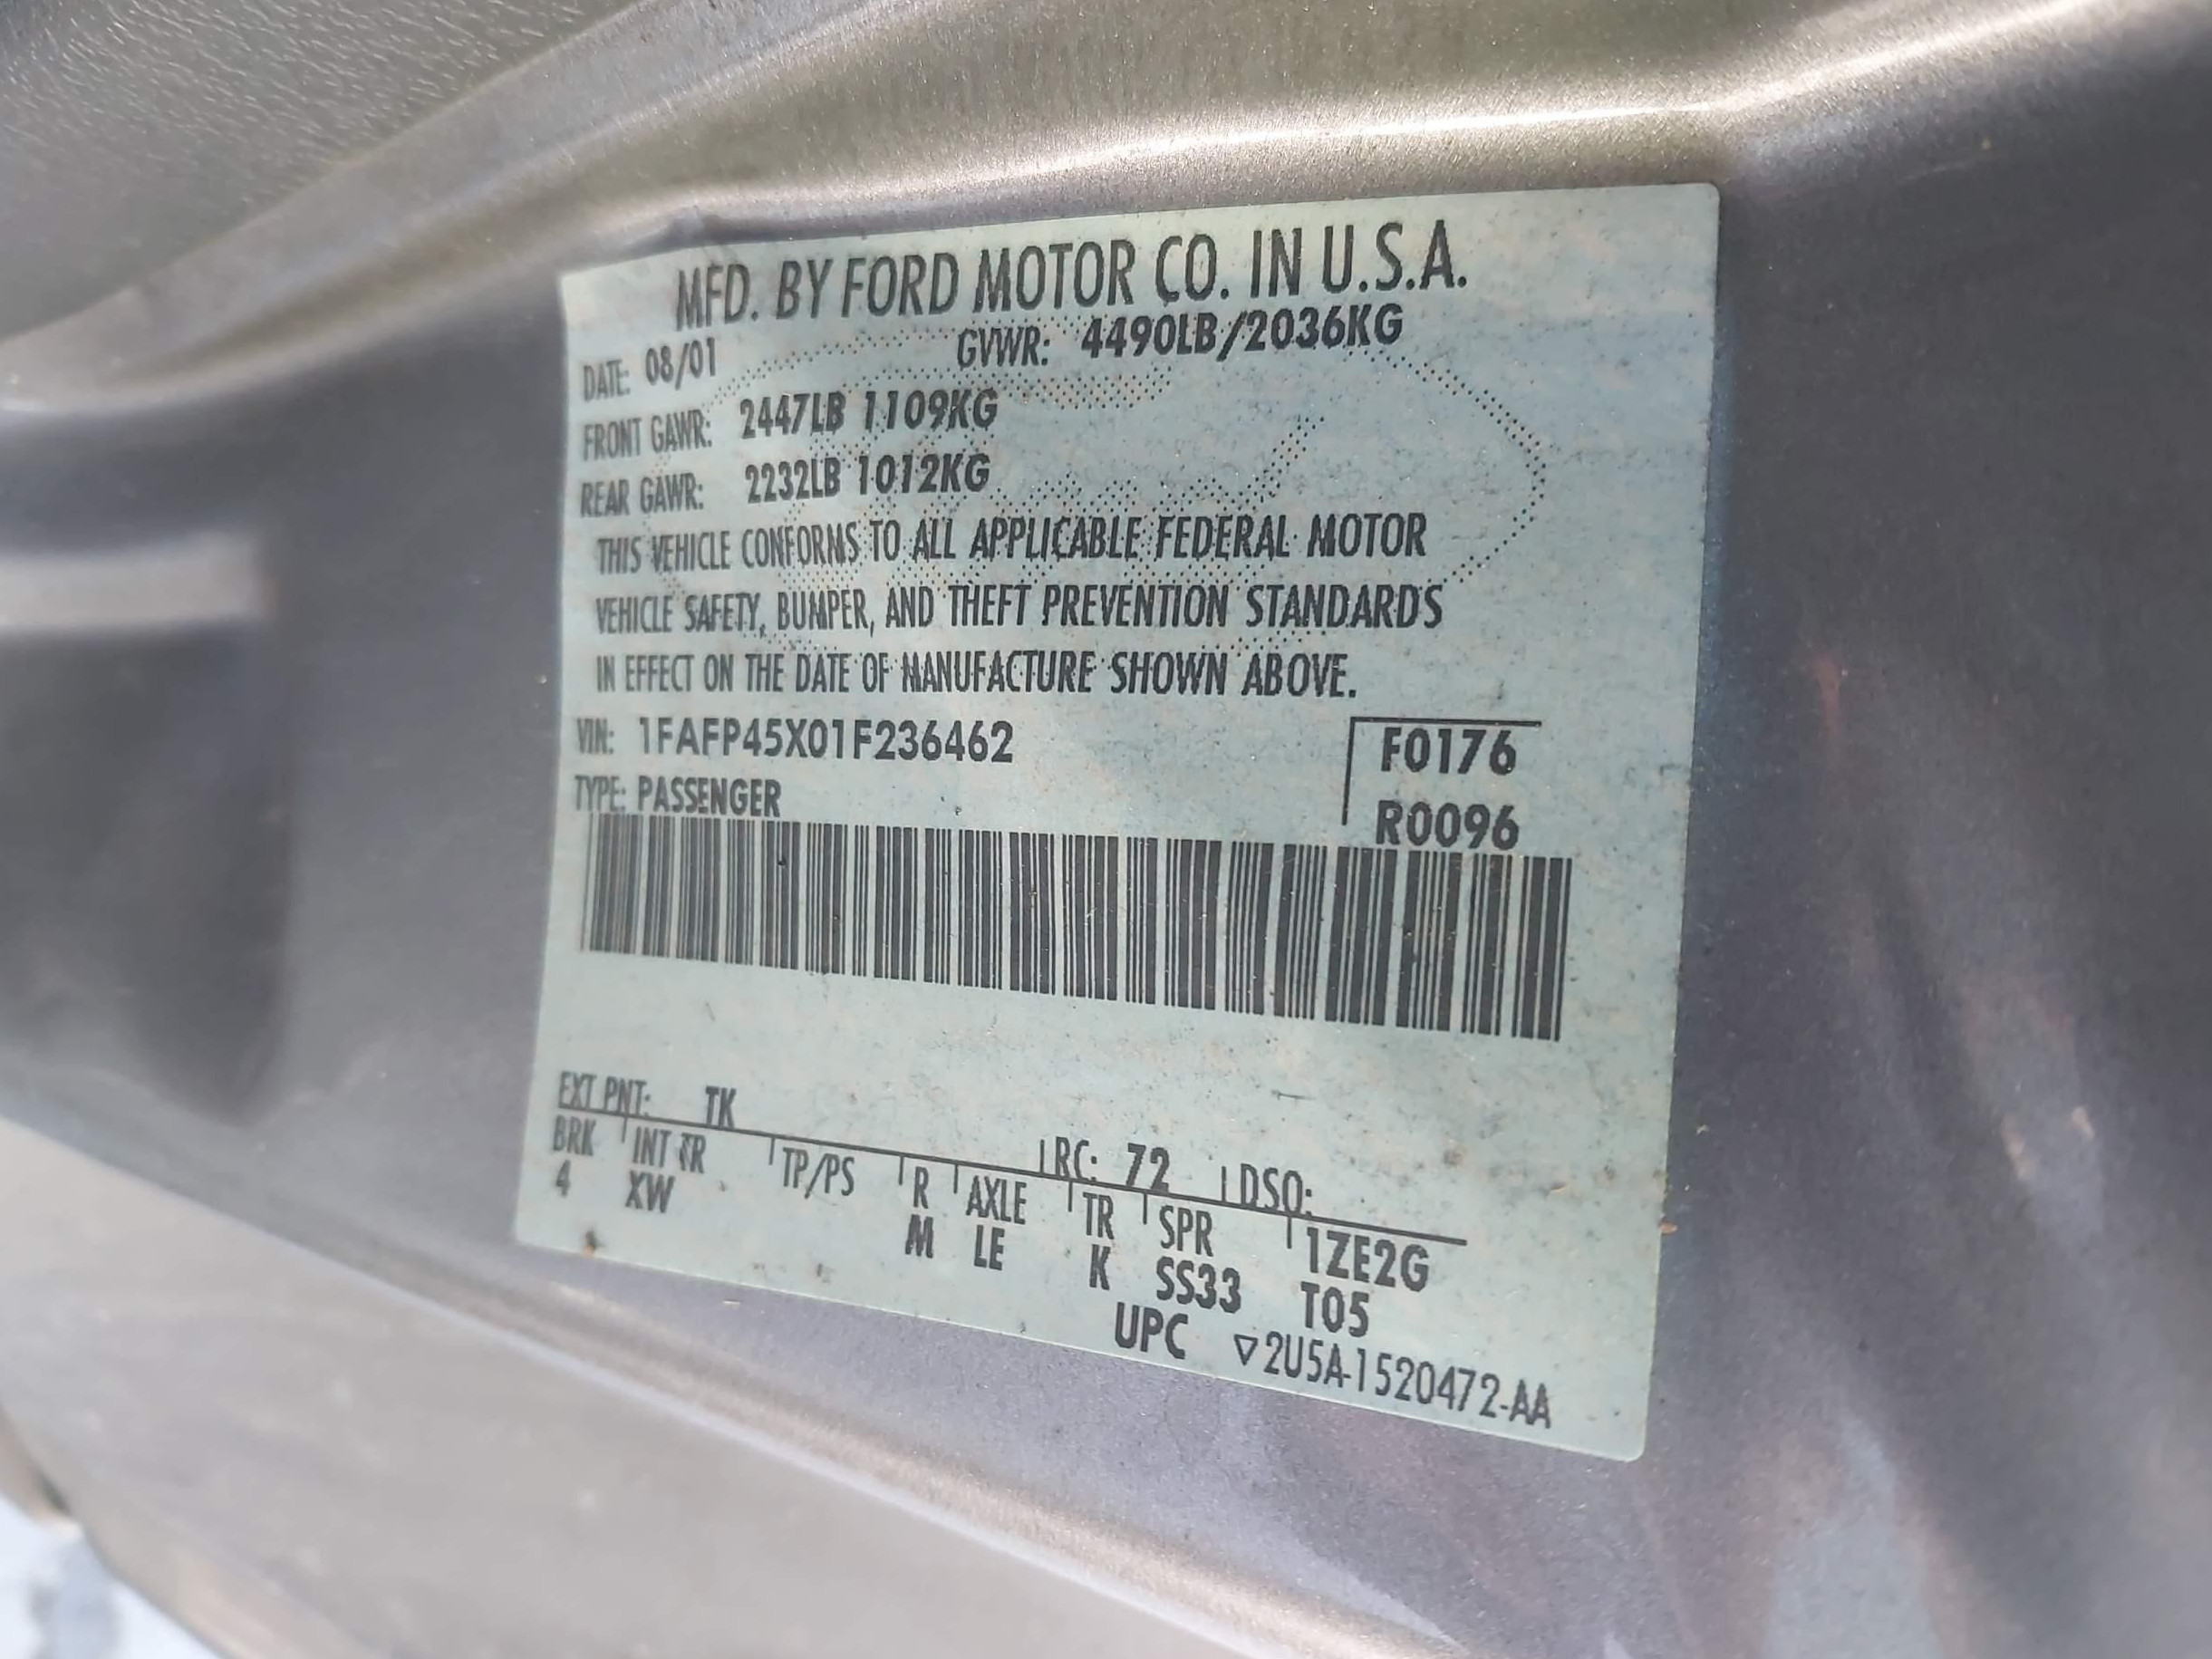 MFD. BY FORD MOTOR CO. IN U.S.A.
DATE: 08/01 GVWR: 4490LB/2036KG
FRONT GAWR: 2447LB 1109KG
REAR GAWR: 2232LB 1012KG
THIS VEHICLE CONFORMS TO ALL APPLICABLE FEDERAL MOTOR
VEHICLE SAFETY, BUMPER, AND THEFT PREVENTION STANDARDS
IN EFFECT ON THE DATE OF MANUFACTURE SHOWN ABOVE.
VIN: 1FAFP45X01F236462 F0176
TYPE: PASSENGER R0096
EXT PNT: TK RC: 72 DSO:
BRK INT TR TP/PS R AXLE TR SPR 1ZE2G
4 XW M LE K SS33 T05
UPC ▽2U5A-1520472-AA